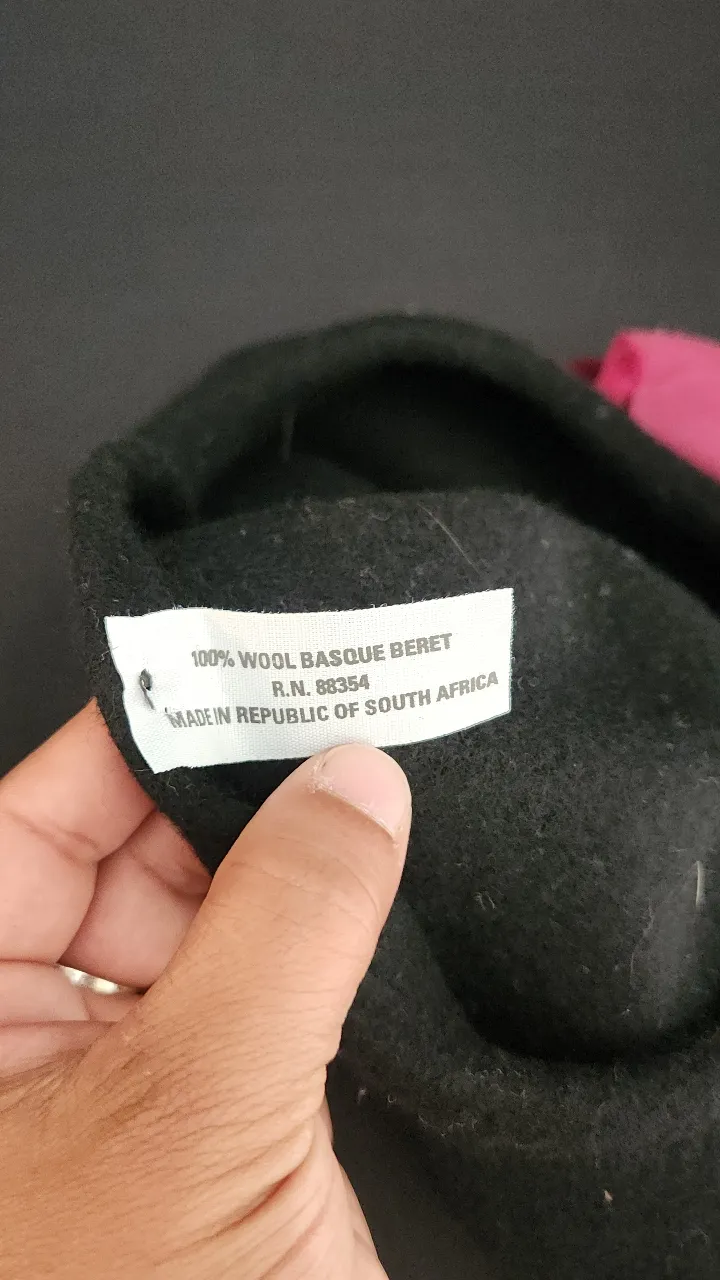 100% WOOL BASQUE BERET
R.N. 88354
MADE IN REPUBLIC OF SOUTH AFRICA